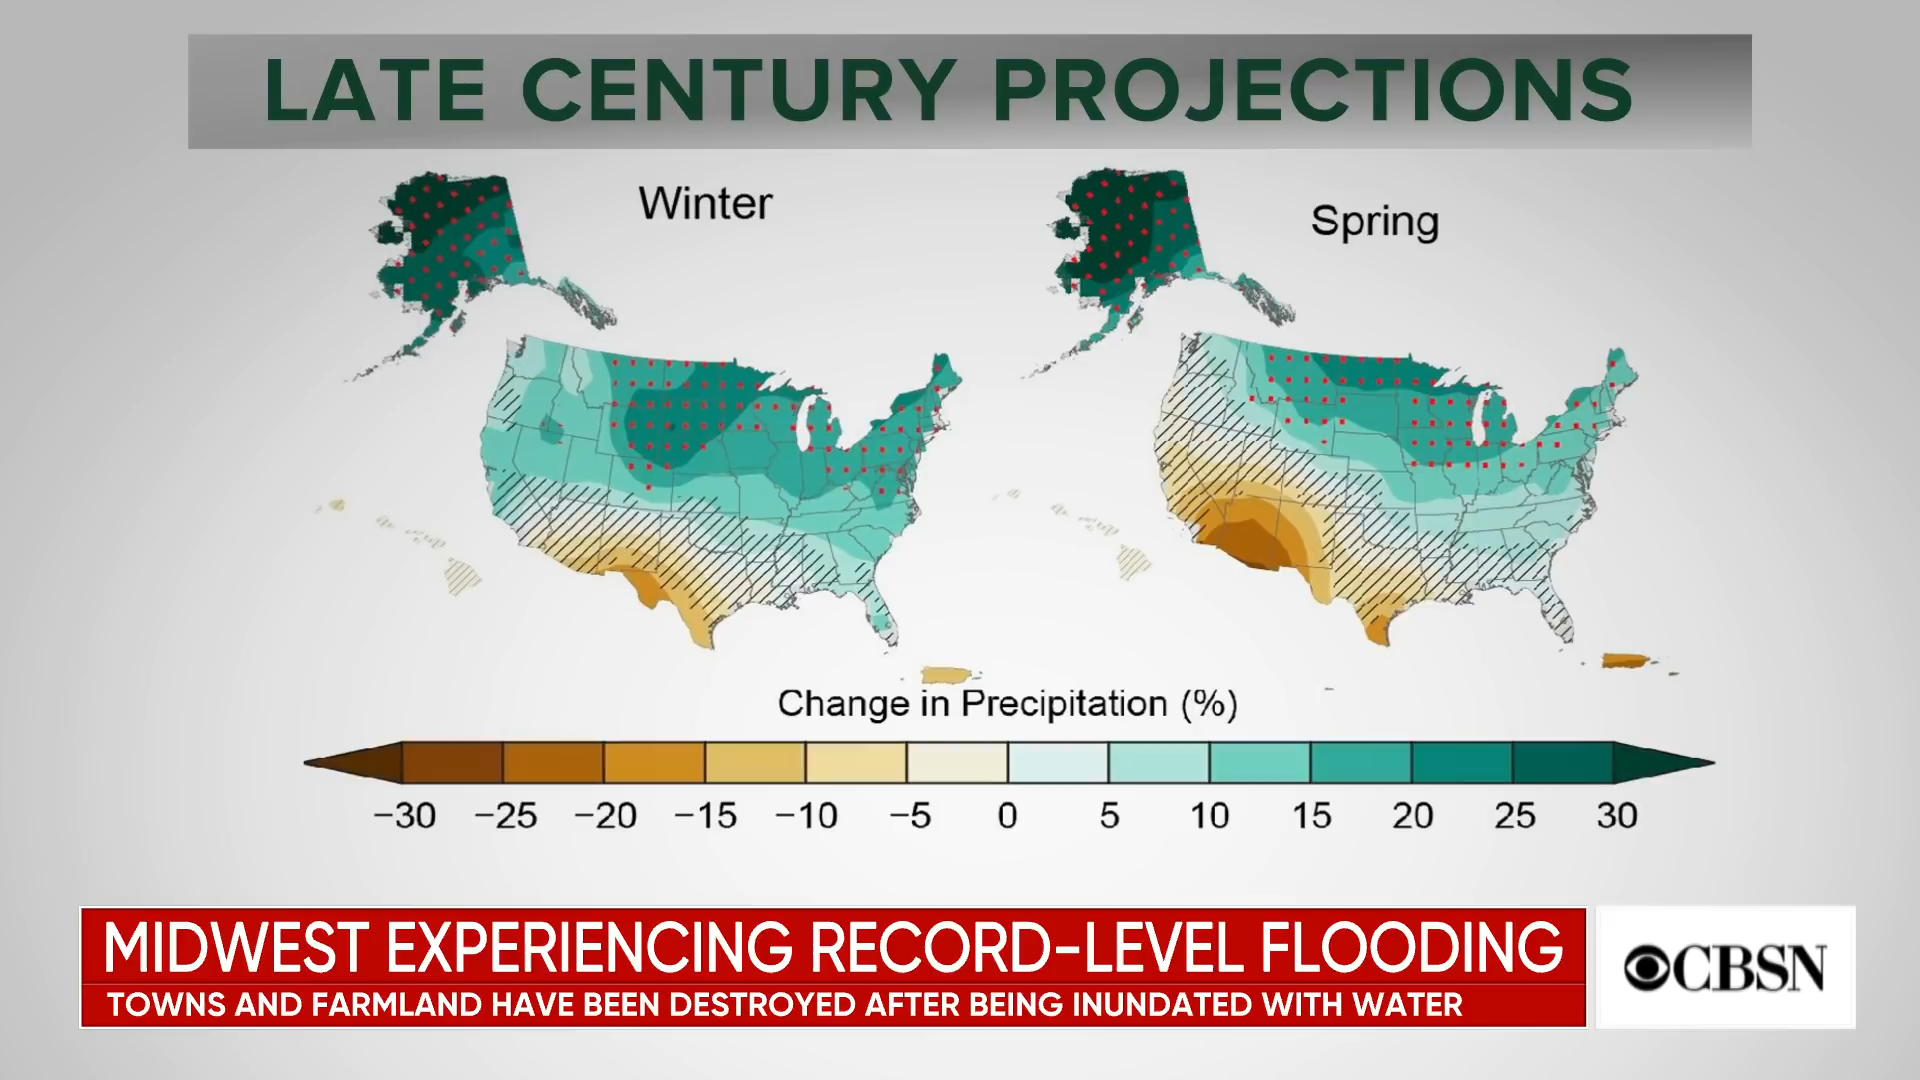 LATE CENTURY PROJECTIONS
Winter
Spring
Change in Precipitation (%)
−30 −25 −20 −15 −10 −5 0 5 10 15 20 25 30
MIDWEST EXPERIENCING RECORD-LEVEL FLOODING
TOWNS AND FARMLAND HAVE BEEN DESTROYED AFTER BEING INUNDATED WITH WATER
CBSN